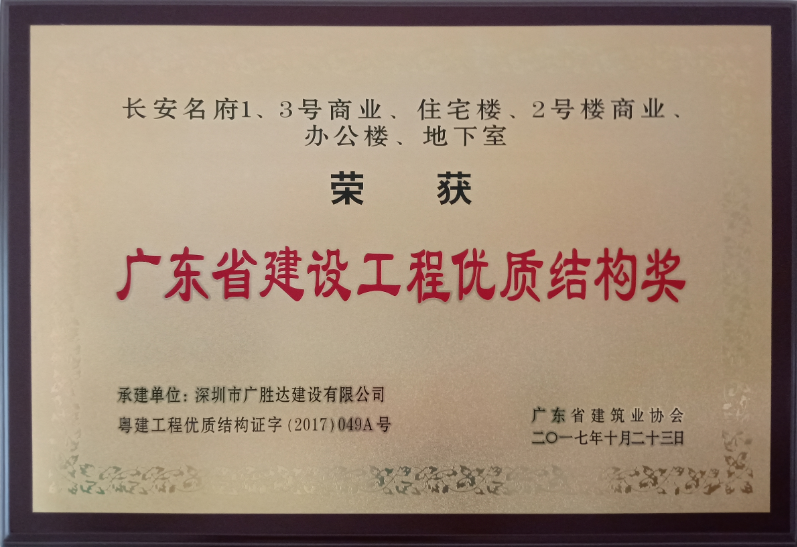 长安名府1、3号商业、住宅楼、2号楼商业、
办公楼、地下室
荣 获
广东省建设工程优质结构奖
承建单位：深圳市广胜达建设有限公司
粤建工程优质结构证字(2017)049A号
广东省建筑业协会
二〇一七年十月二十三日